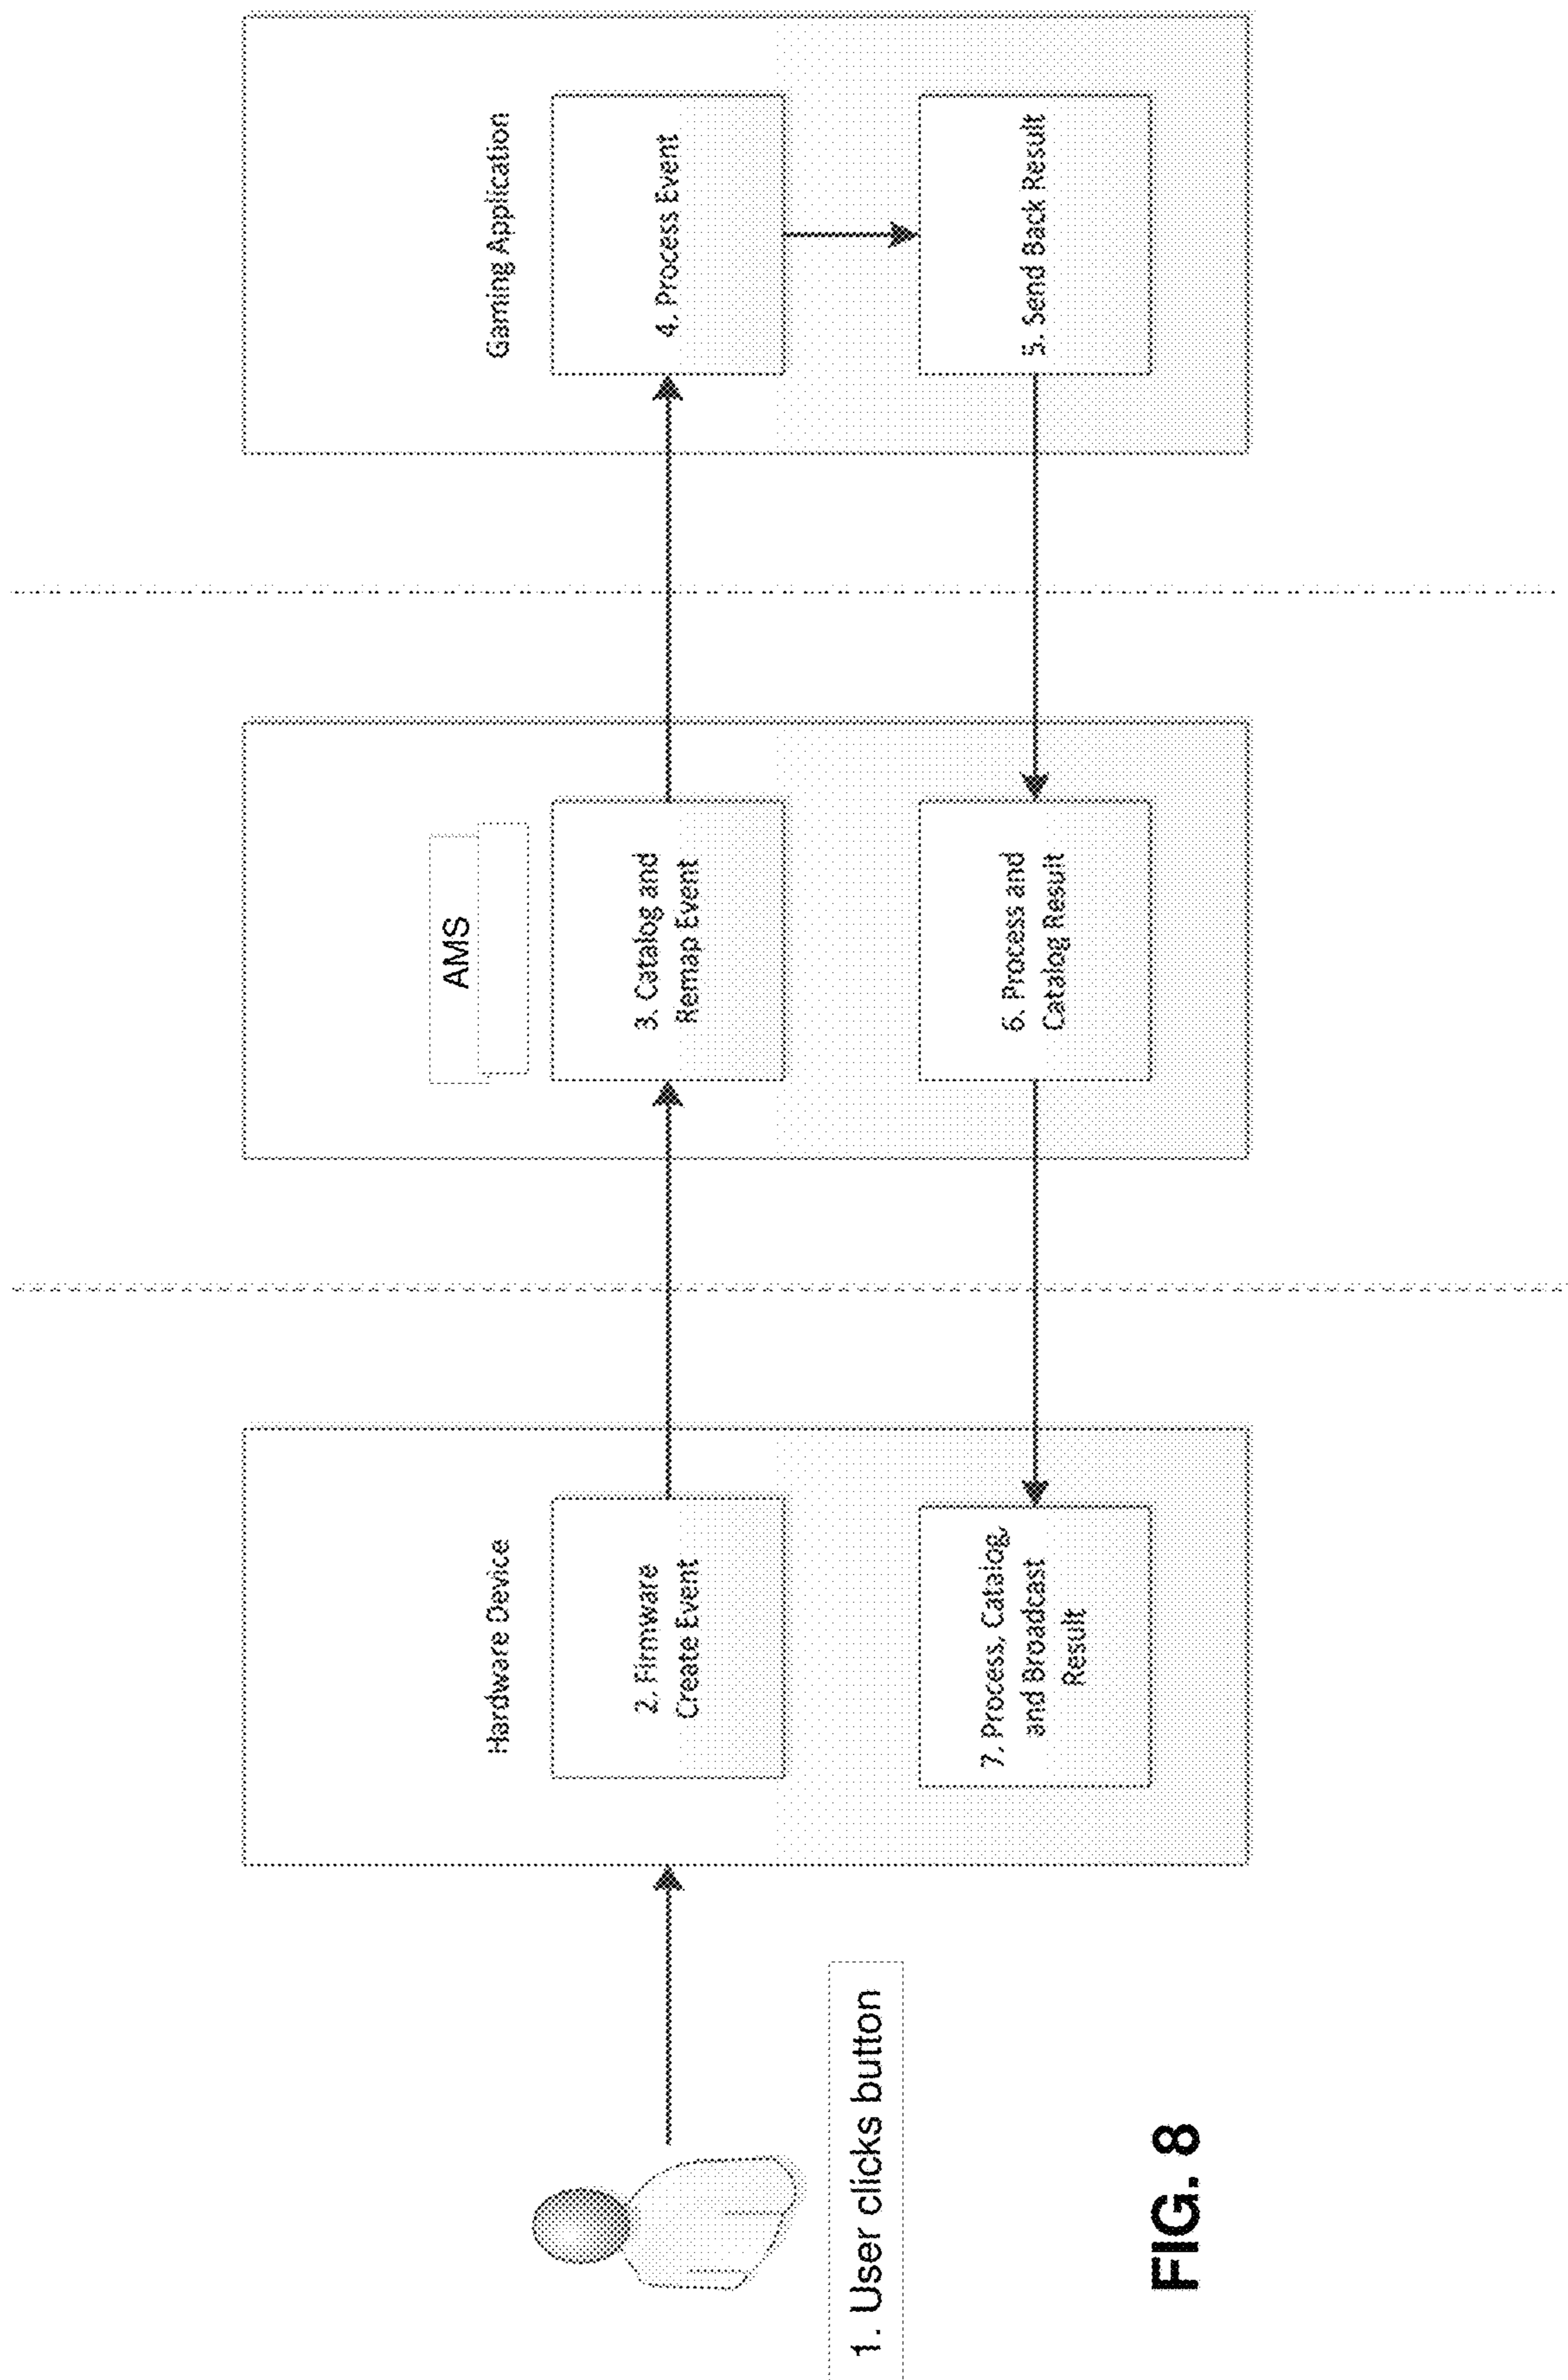 1. User clicks button
Hardware Device
2. Firmware
Create Event
AMS
3. Catalog and
Remap Event
Gaming Application
4. Process Event
5. Send Back Result
6. Process and
Catalog Result
7. Process, Catalog,
and Broadcast
Result
FIG. 8